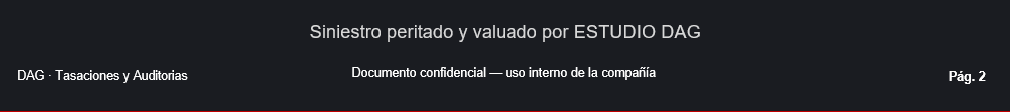 Siniestro peritado y valuado por ESTUDIO DAG
DAG · Tasaciones y Auditorias
Documento confidencial — uso interno de la compañía
Pág. 2